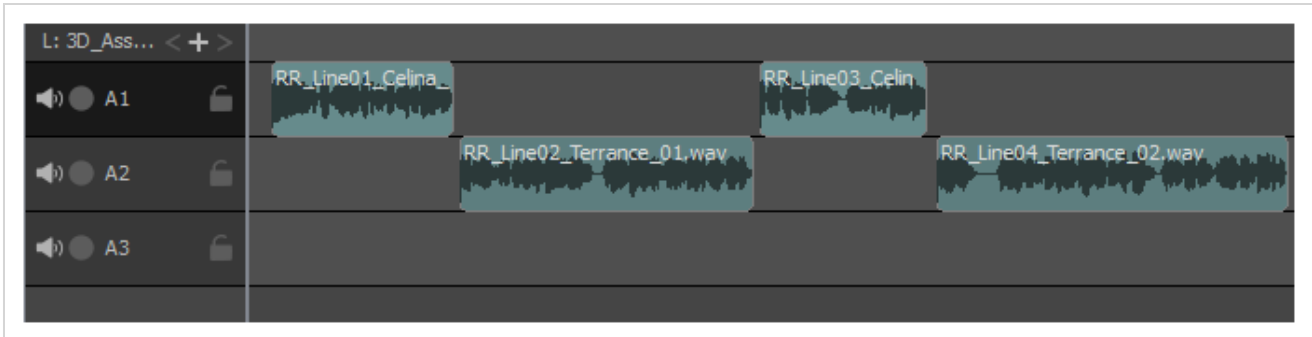 L: 3D_Ass... < + >
A1
RR_Line01_Celina_
RR_Line03_Celin
A2
RR_Line02_Terrance_01.wav
RR_Line04_Terrance_02.wav
A3